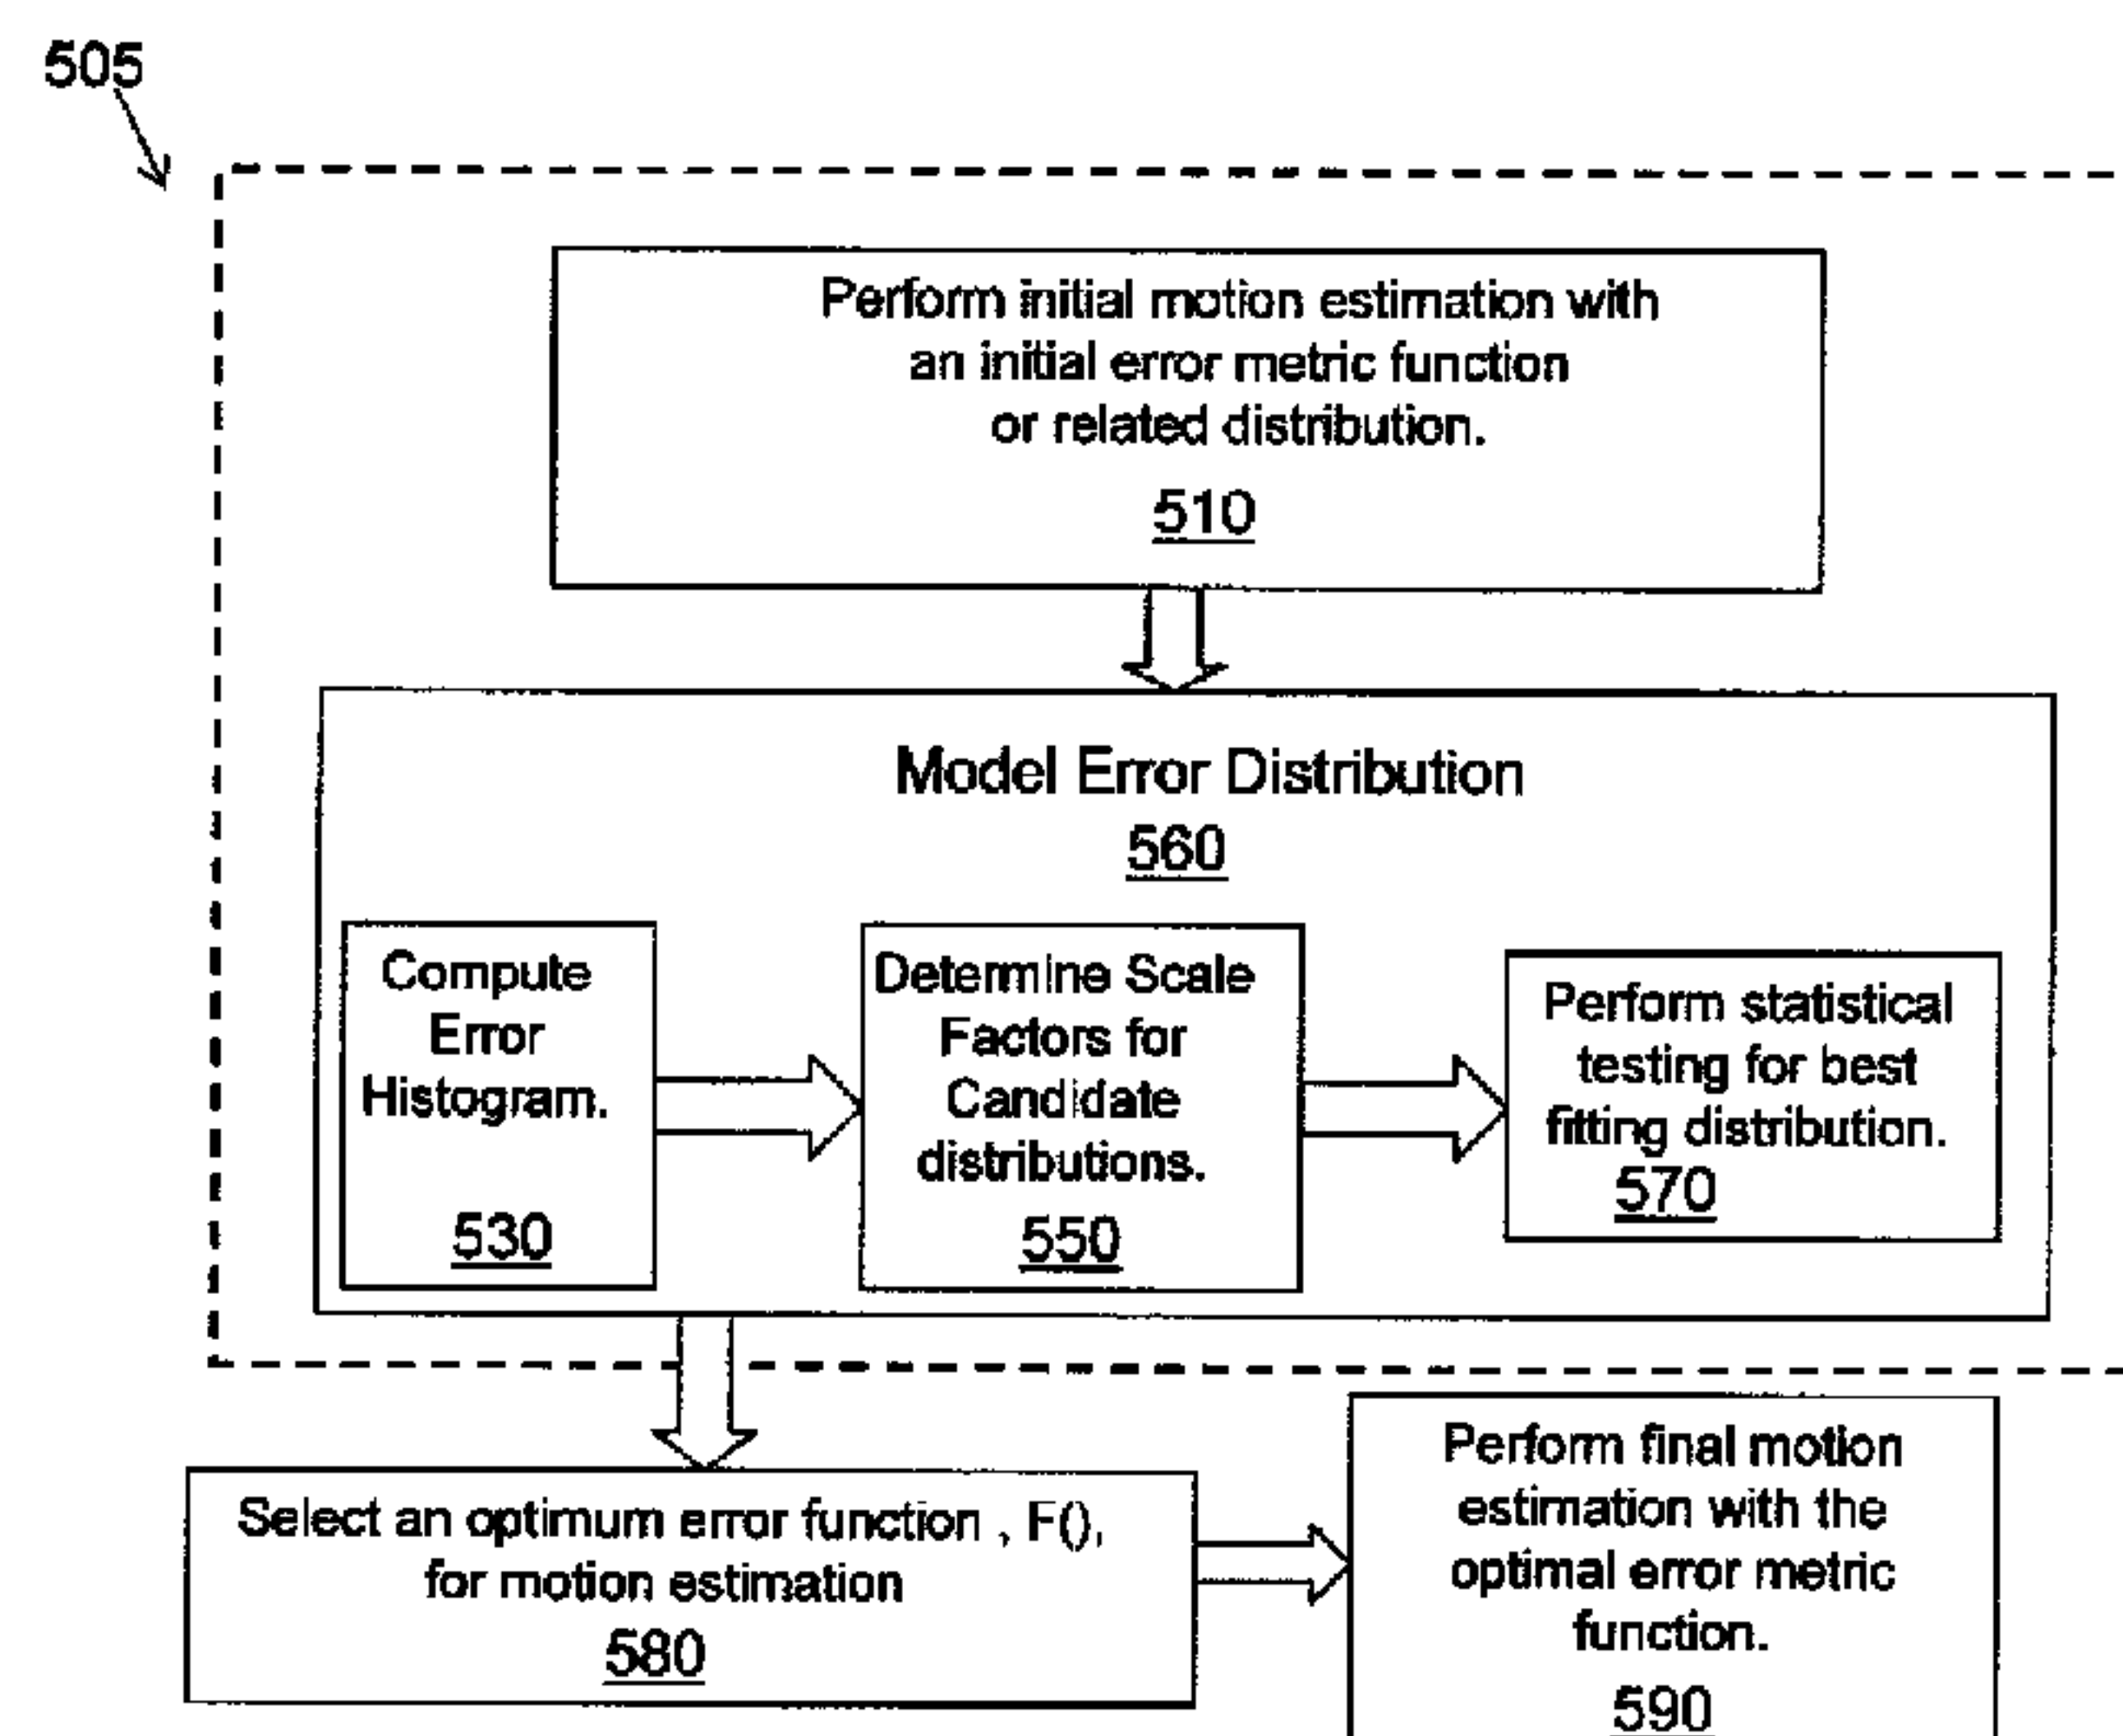 505
Perform initial motion estimation with
an initial error metric function
or related distribution.
510
Model Error Distribution
560
Compute
Error
Histogram.
530
Determine Scale
Factors for
Candidate
distributions.
550
Perform statistical
testing for best
fitting distribution.
570
Select an optimum error function , F(),
for motion estimation
580
Perform final motion
estimation with the
optimal error metric
function.
590